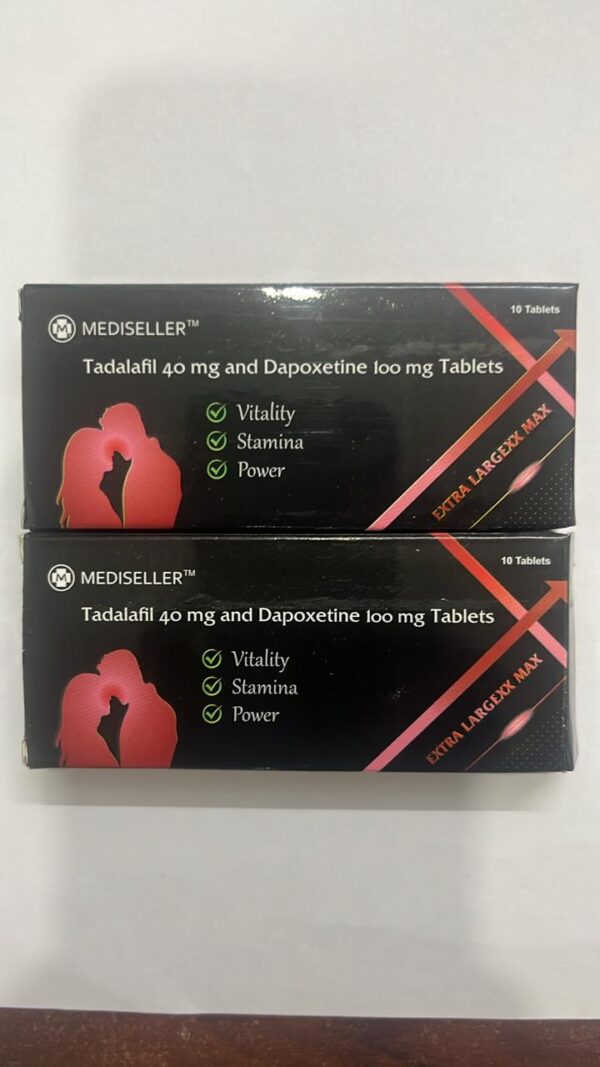 10 Tablets
M MEDISELLER™
Tadalafil 40 mg and Dapoxetine 100 mg Tablets
Vitality
Stamina
Power
EXTRA LARGEXX MAX
10 Tablets
M MEDISELLER™
Tadalafil 40 mg and Dapoxetine 100 mg Tablets
Vitality
Stamina
Power
EXTRA LARGEXX MAX